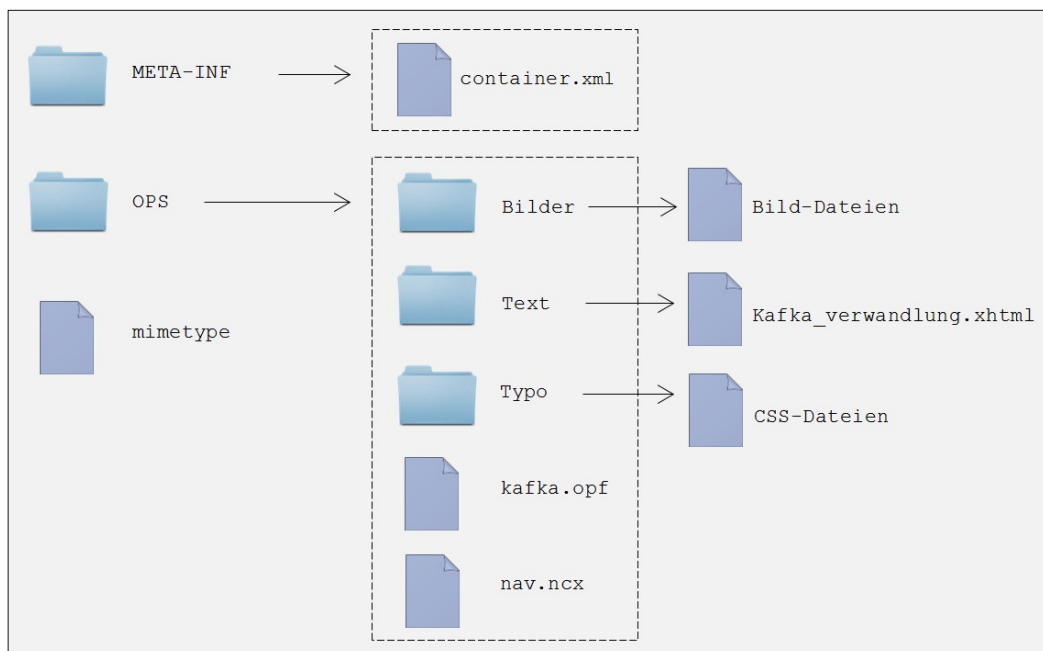 META-INF
container.xml
OPS
Bilder
Bild-Dateien
Text
Kafka_verwandlung.xhtml
mimetype
Typo
CSS-Dateien
kafka.opf
nav.ncx